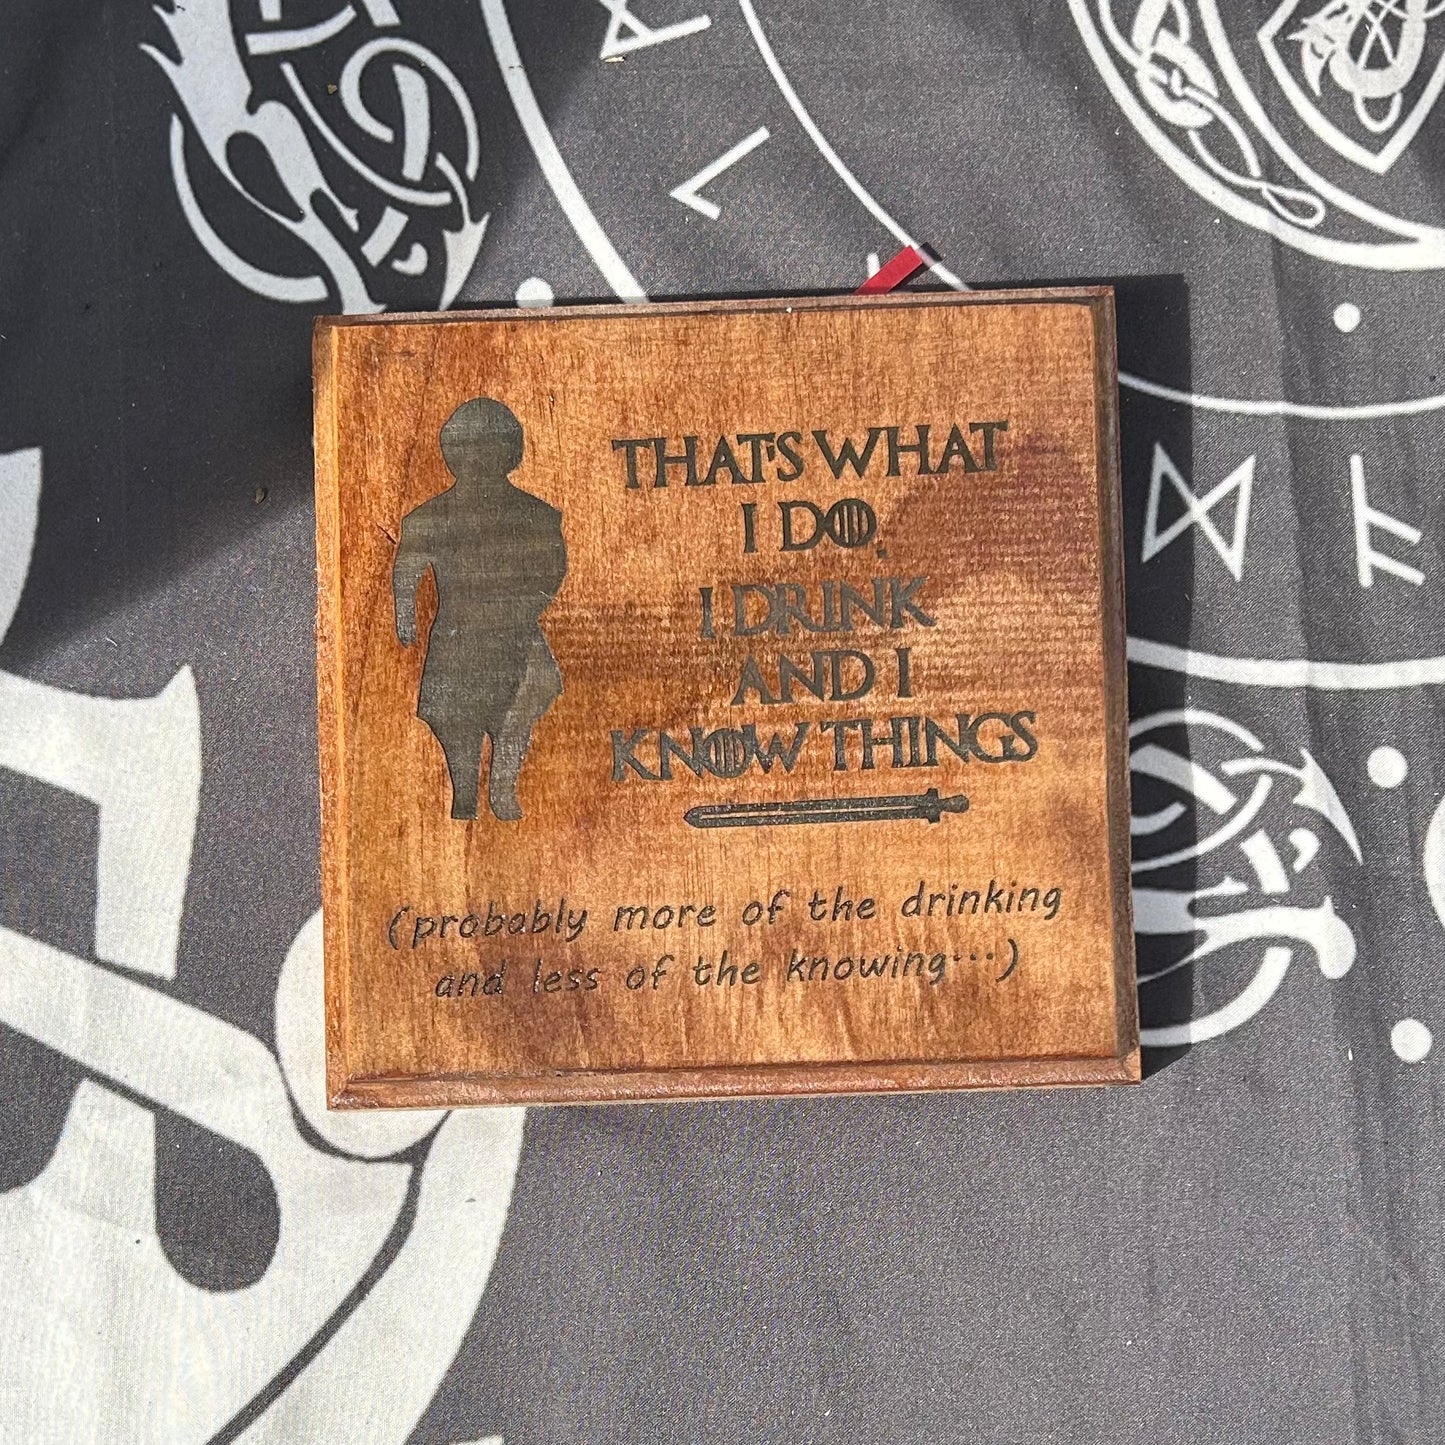 THAT'S WHAT
I DO,
I DRINK
AND I
KNOW THINGS
(probably more of the drinking
and less of the knowing...)